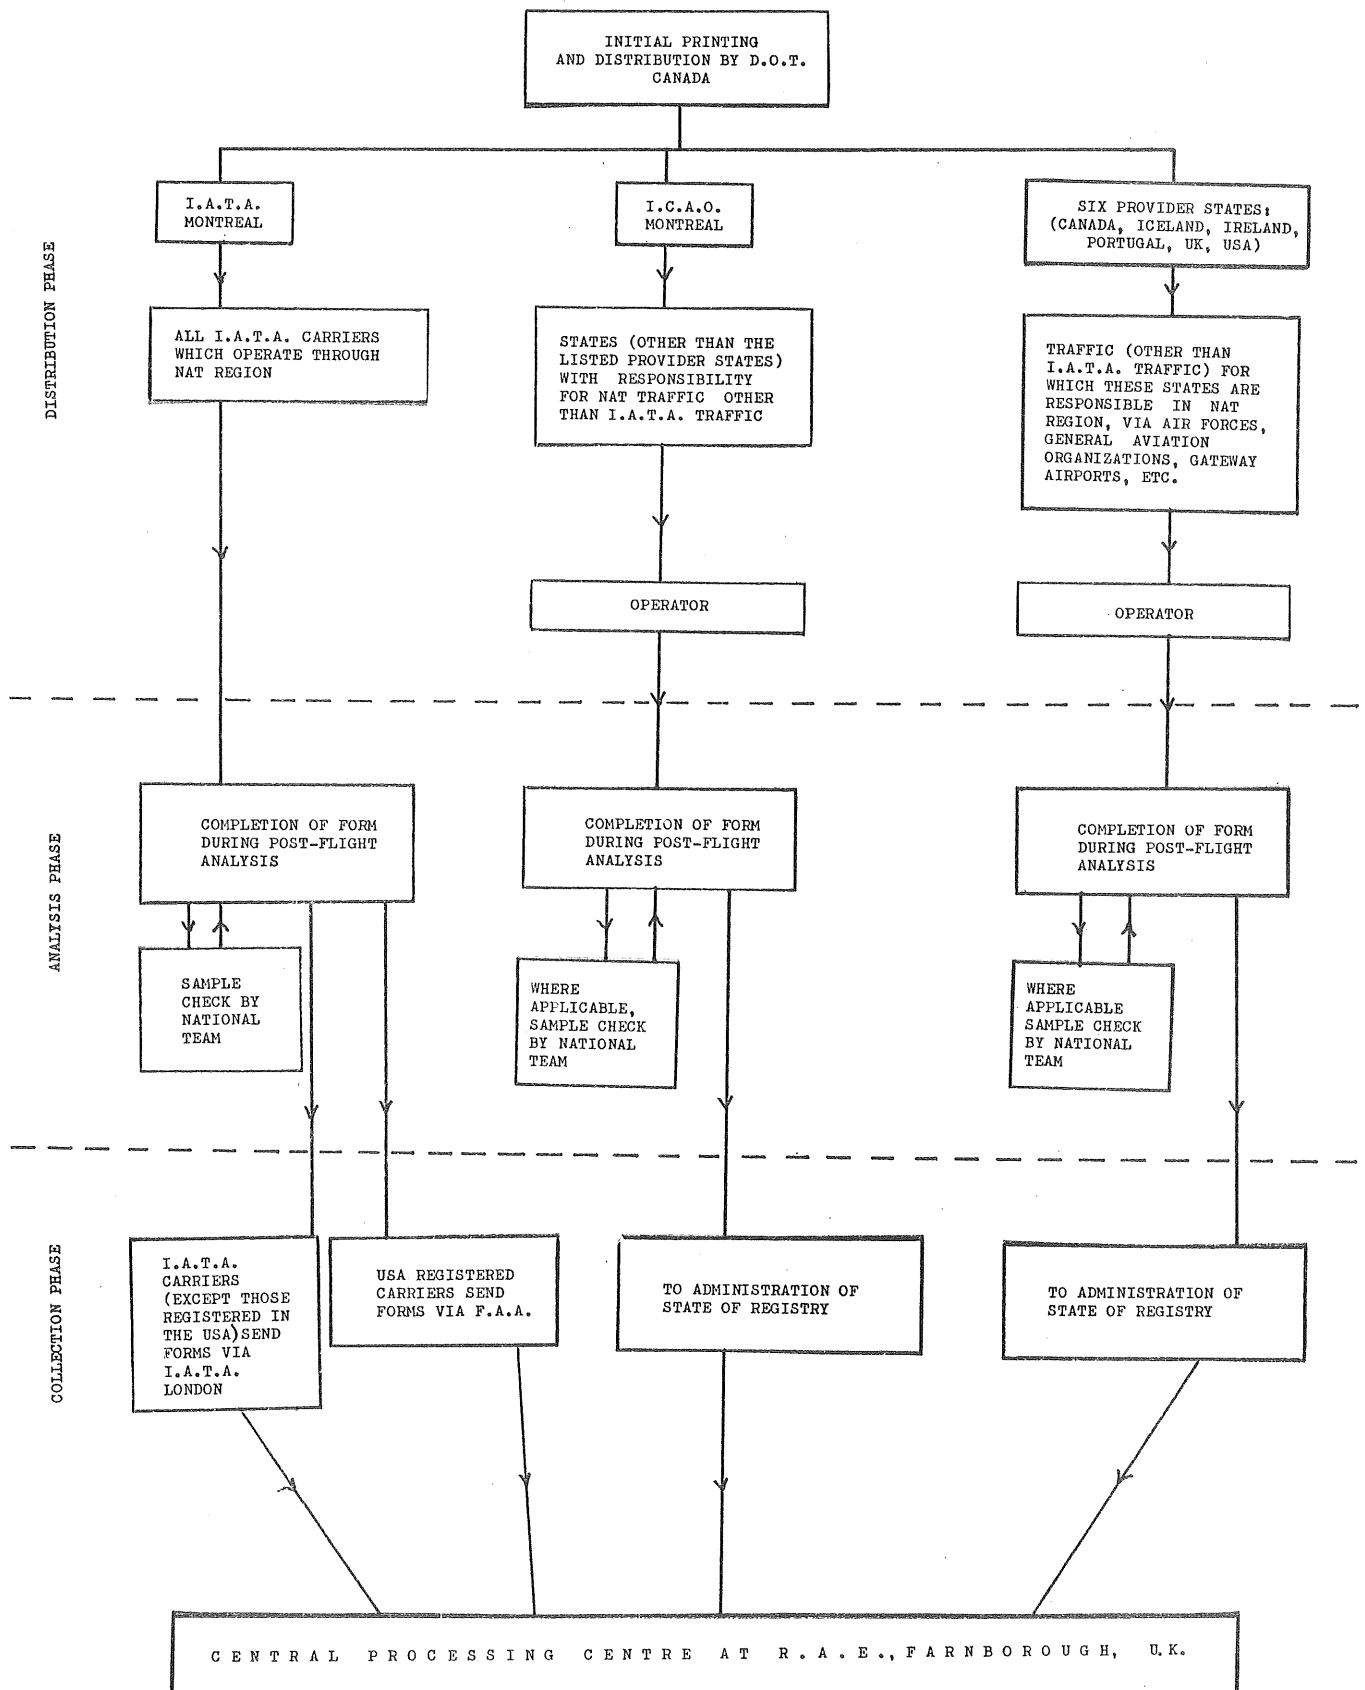 INITIAL PRINTING
AND DISTRIBUTION BY D.O.T.
CANADA
DISTRIBUTION PHASE
I.A.T.A.
MONTREAL
I.C.A.O.
MONTREAL
SIX PROVIDER STATES:
(CANADA, ICELAND, IRELAND,
PORTUGAL, UK, USA)
ALL I.A.T.A. CARRIERS
WHICH OPERATE THROUGH
NAT REGION
STATES (OTHER THAN THE
LISTED PROVIDER STATES)
WITH RESPONSIBILITY
FOR NAT TRAFFIC OTHER
THAN I.A.T.A. TRAFFIC
TRAFFIC (OTHER THAN
I.A.T.A. TRAFFIC) FOR
WHICH THESE STATES ARE
RESPONSIBLE IN NAT
REGION, VIA AIR FORCES,
GENERAL AVIATION
ORGANIZATIONS, GATEWAY
AIRPORTS, ETC.
OPERATOR
OPERATOR
ANALYSIS PHASE
COMPLETION OF FORM
DURING POST-FLIGHT
ANALYSIS
COMPLETION OF FORM
DURING POST-FLIGHT
ANALYSIS
COMPLETION OF FORM
DURING POST-FLIGHT
ANALYSIS
SAMPLE
CHECK BY
NATIONAL
TEAM
WHERE
APPLICABLE,
SAMPLE CHECK
BY NATIONAL
TEAM
WHERE
APPLICABLE
SAMPLE CHECK
BY NATIONAL
TEAM
COLLECTION PHASE
I.A.T.A.
CARRIERS
(EXCEPT THOSE
REGISTERED IN
THE USA)SEND
FORMS VIA
I.A.T.A.
LONDON
USA REGISTERED
CARRIERS SEND
FORMS VIA F.A.A.
TO ADMINISTRATION OF
STATE OF REGISTRY
TO ADMINISTRATION OF
STATE OF REGISTRY
CENTRAL PROCESSING CENTRE AT R.A.E., FARNBOROUGH, U.K.